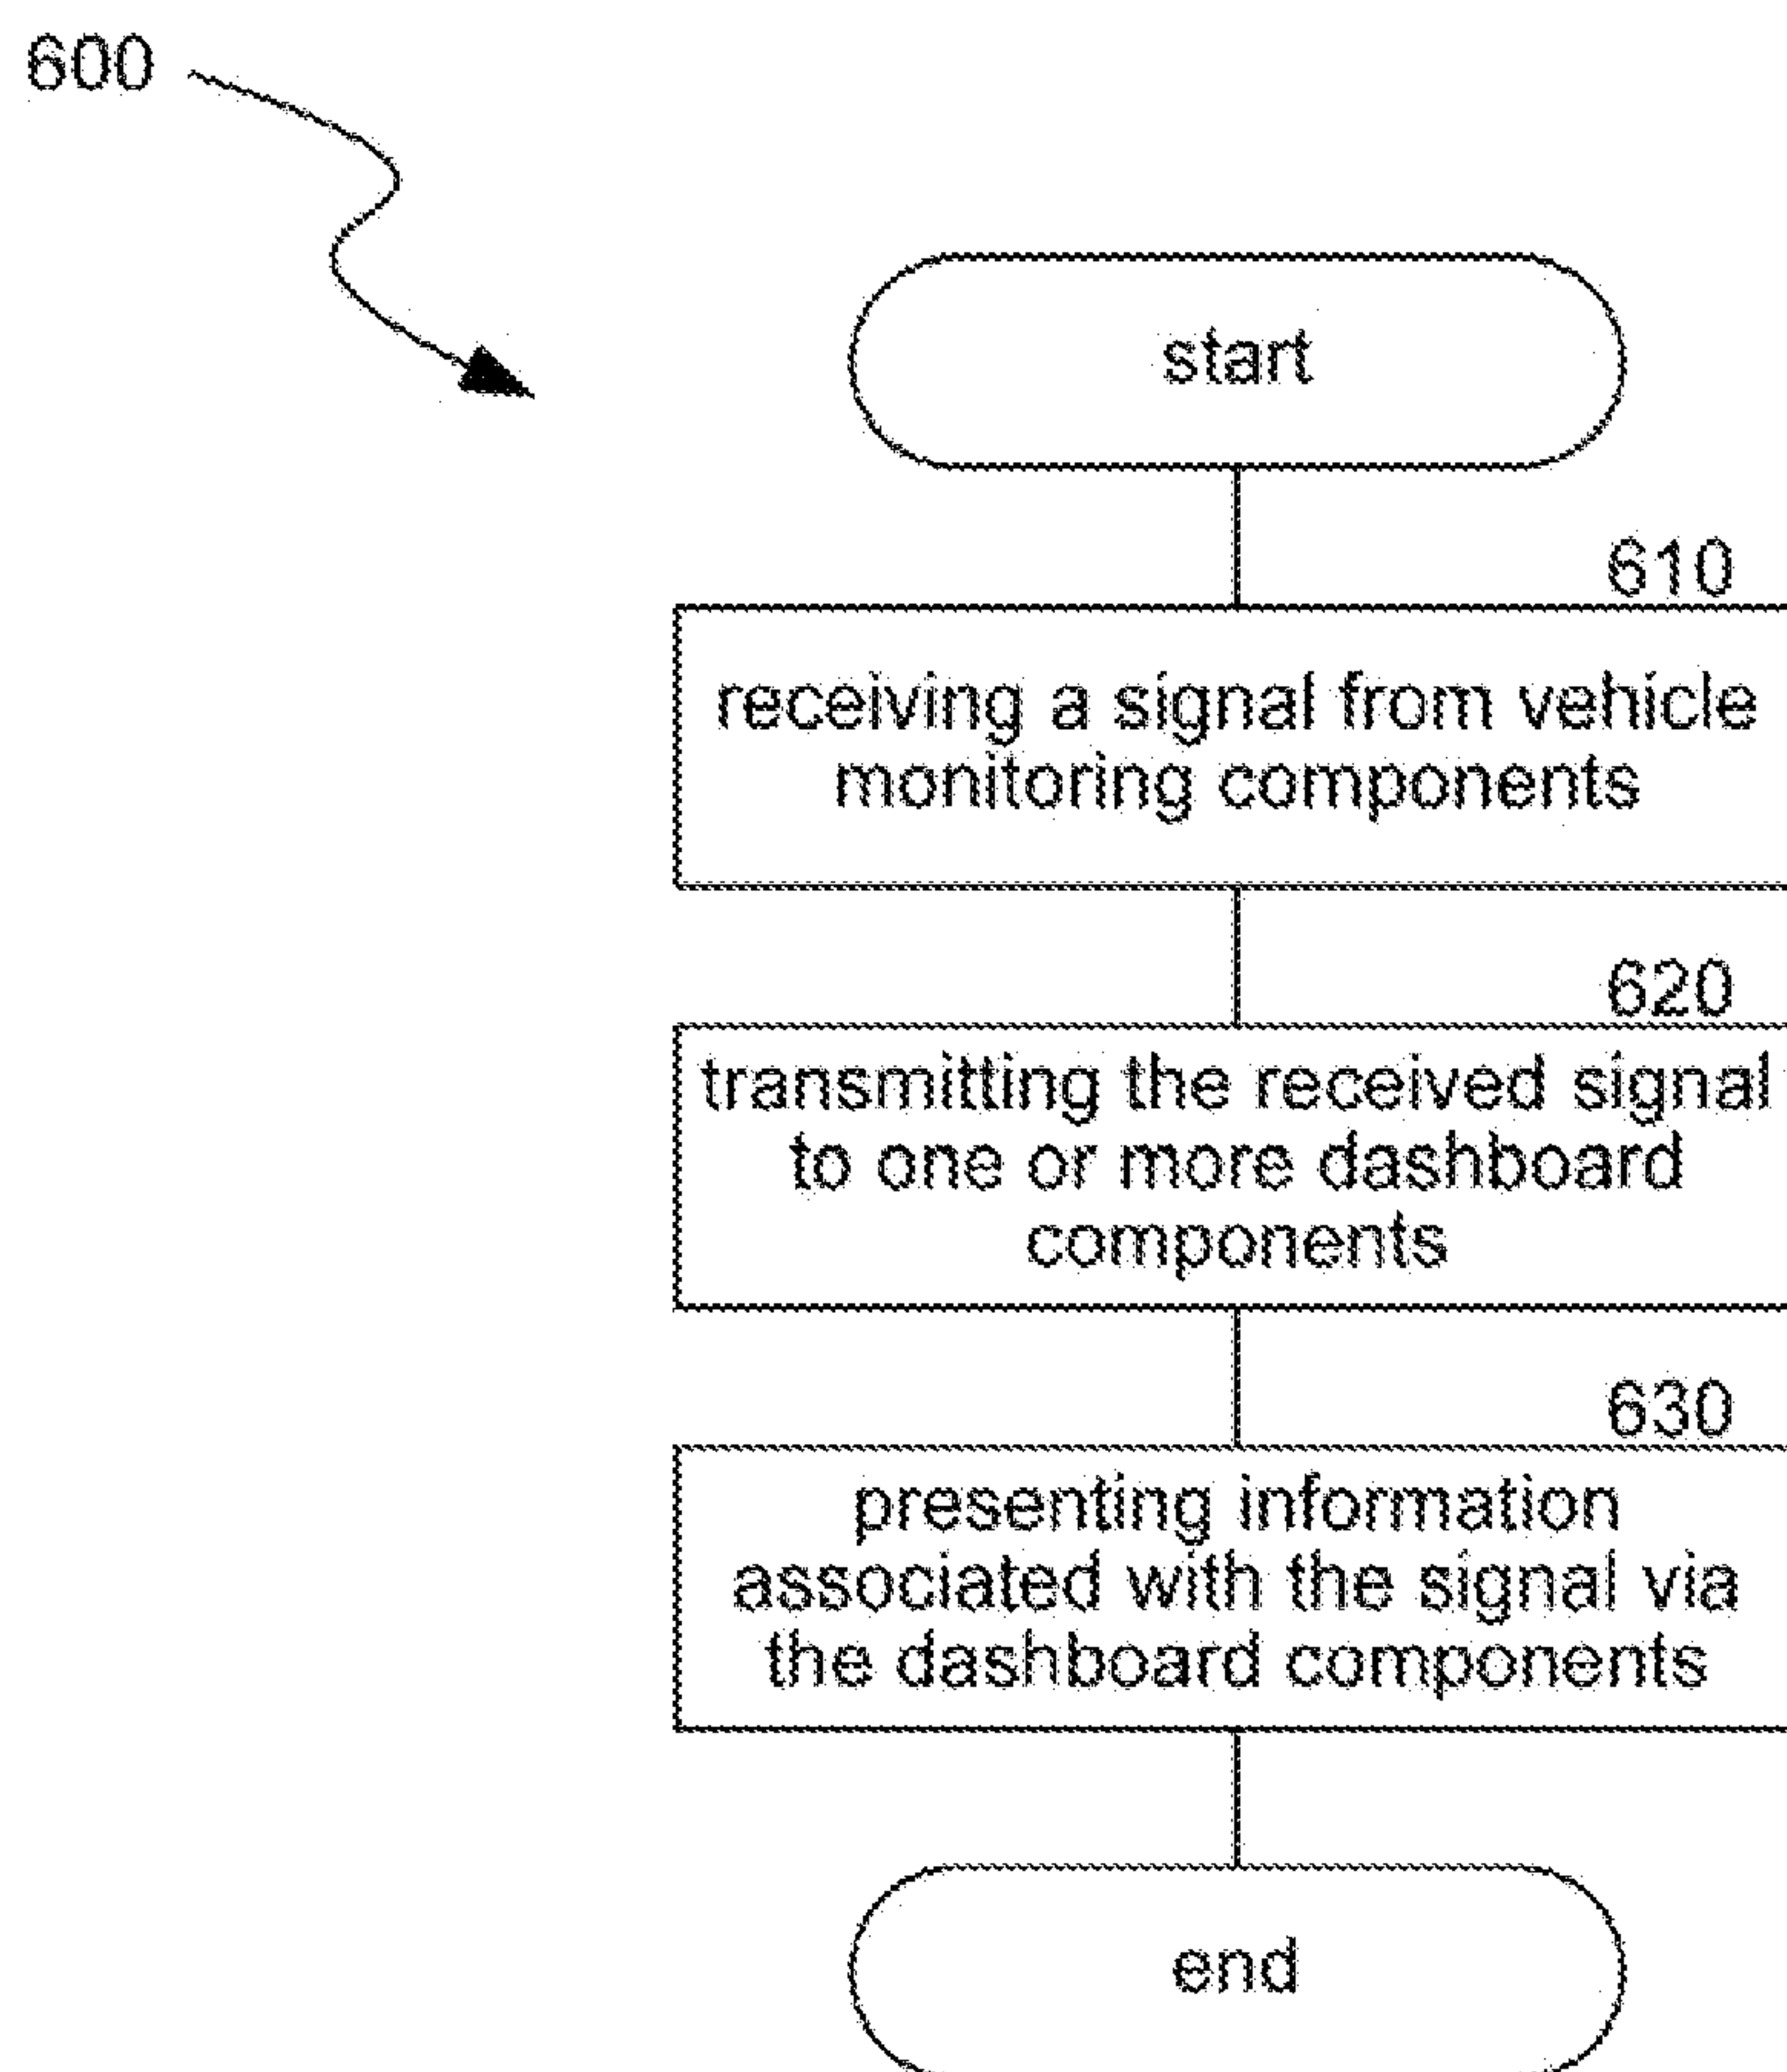 600
start
610
receiving a signal from vehicle
monitoring components
620
transmitting the received signal
to one or more dashboard
components
630
presenting information
associated with the signal via
the dashboard components
end